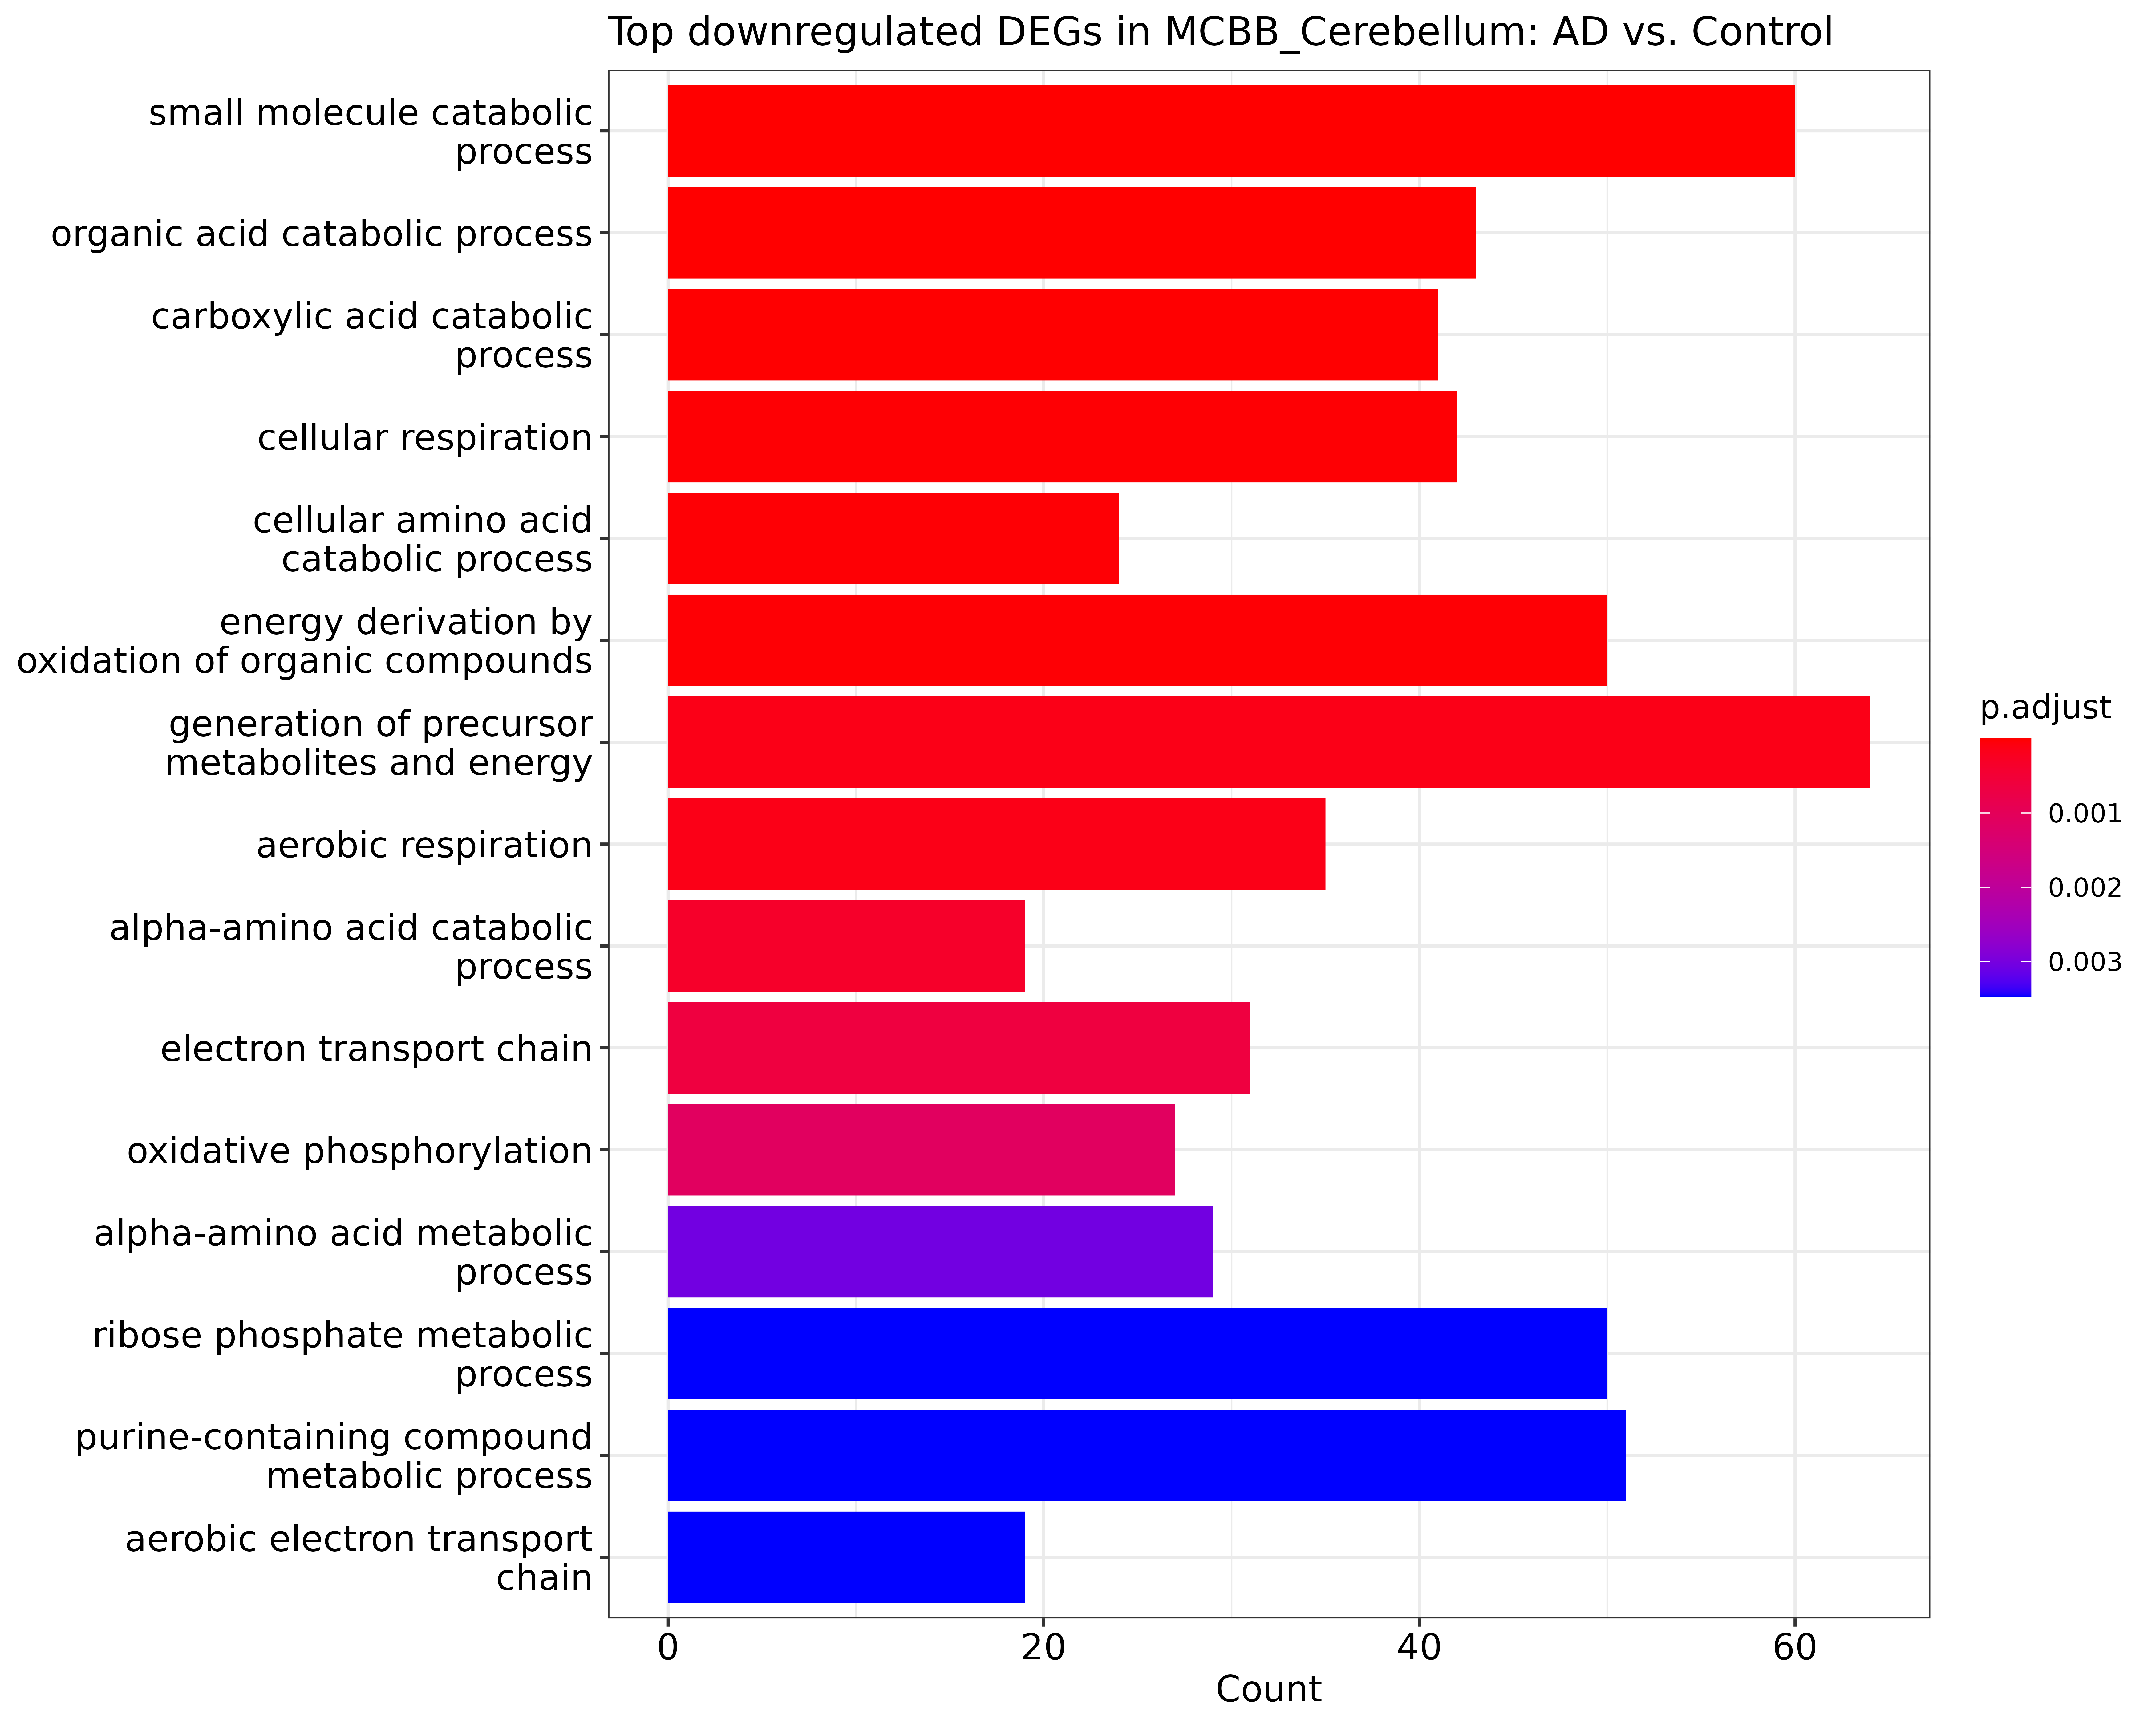 Top downregulated DEGs in MCBB_Cerebellum: AD vs. Control
small molecule catabolic
process
organic acid catabolic process
carboxylic acid catabolic
process
cellular respiration
cellular amino acid
catabolic process
energy derivation by
oxidation of organic compounds
generation of precursor
metabolites and energy
aerobic respiration
alpha-amino acid catabolic
process
electron transport chain
oxidative phosphorylation
alpha-amino acid metabolic
process
ribose phosphate metabolic
process
purine-containing compound
metabolic process
aerobic electron transport
chain
0 20 40 60
Count
p.adjust
0.001
0.002
0.003